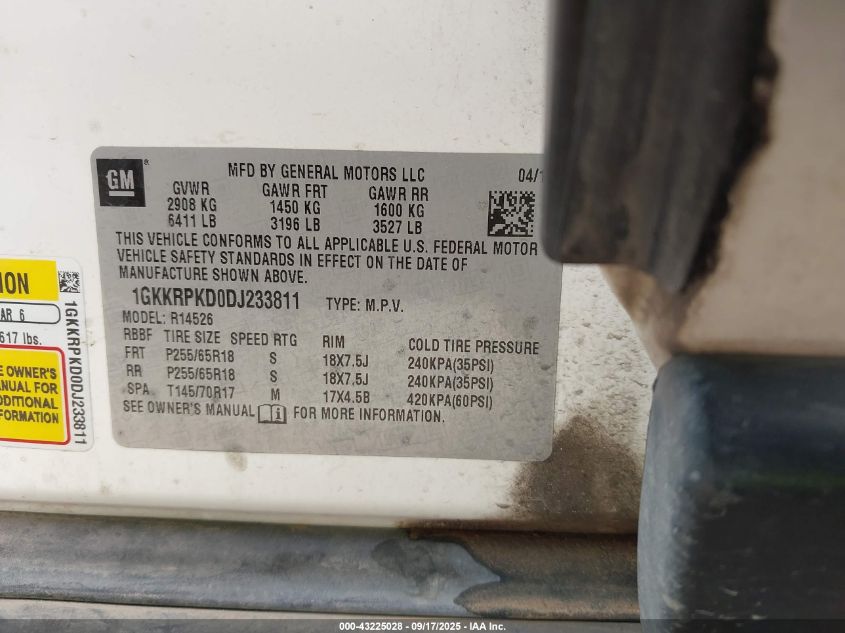 GM
MFD BY GENERAL MOTORS LLC 04/1
GVWR GAWR FRT GAWR RR
2908 KG 1450 KG 1600 KG
6411 LB 3196 LB 3527 LB
THIS VEHICLE CONFORMS TO ALL APPLICABLE U.S. FEDERAL MOTOR
VEHICLE SAFETY STANDARDS IN EFFECT ON THE DATE OF
MANUFACTURE SHOWN ABOVE.
1GKKRPKD0DJ233811 TYPE: M.P.V.
MODEL: R14526
RBBF TIRE SIZE SPEED RTG RIM COLD TIRE PRESSURE
FRT P255/65R18 S 18X7.5J 240KPA(35PSI)
RR P255/65R18 S 18X7.5J 240KPA(35PSI)
SPA T145/70R17 M 17X4.5B 420KPA(60PSI)
SEE OWNER'S MANUAL FOR MORE INFORMATION.
ION
AR 6
617 lbs.
E OWNER'S
ANUAL FOR
DDITIONAL
FORMATION
1GKKRPKD0DJ233811
000-43225028 - 09/17/2025 - IAA Inc.